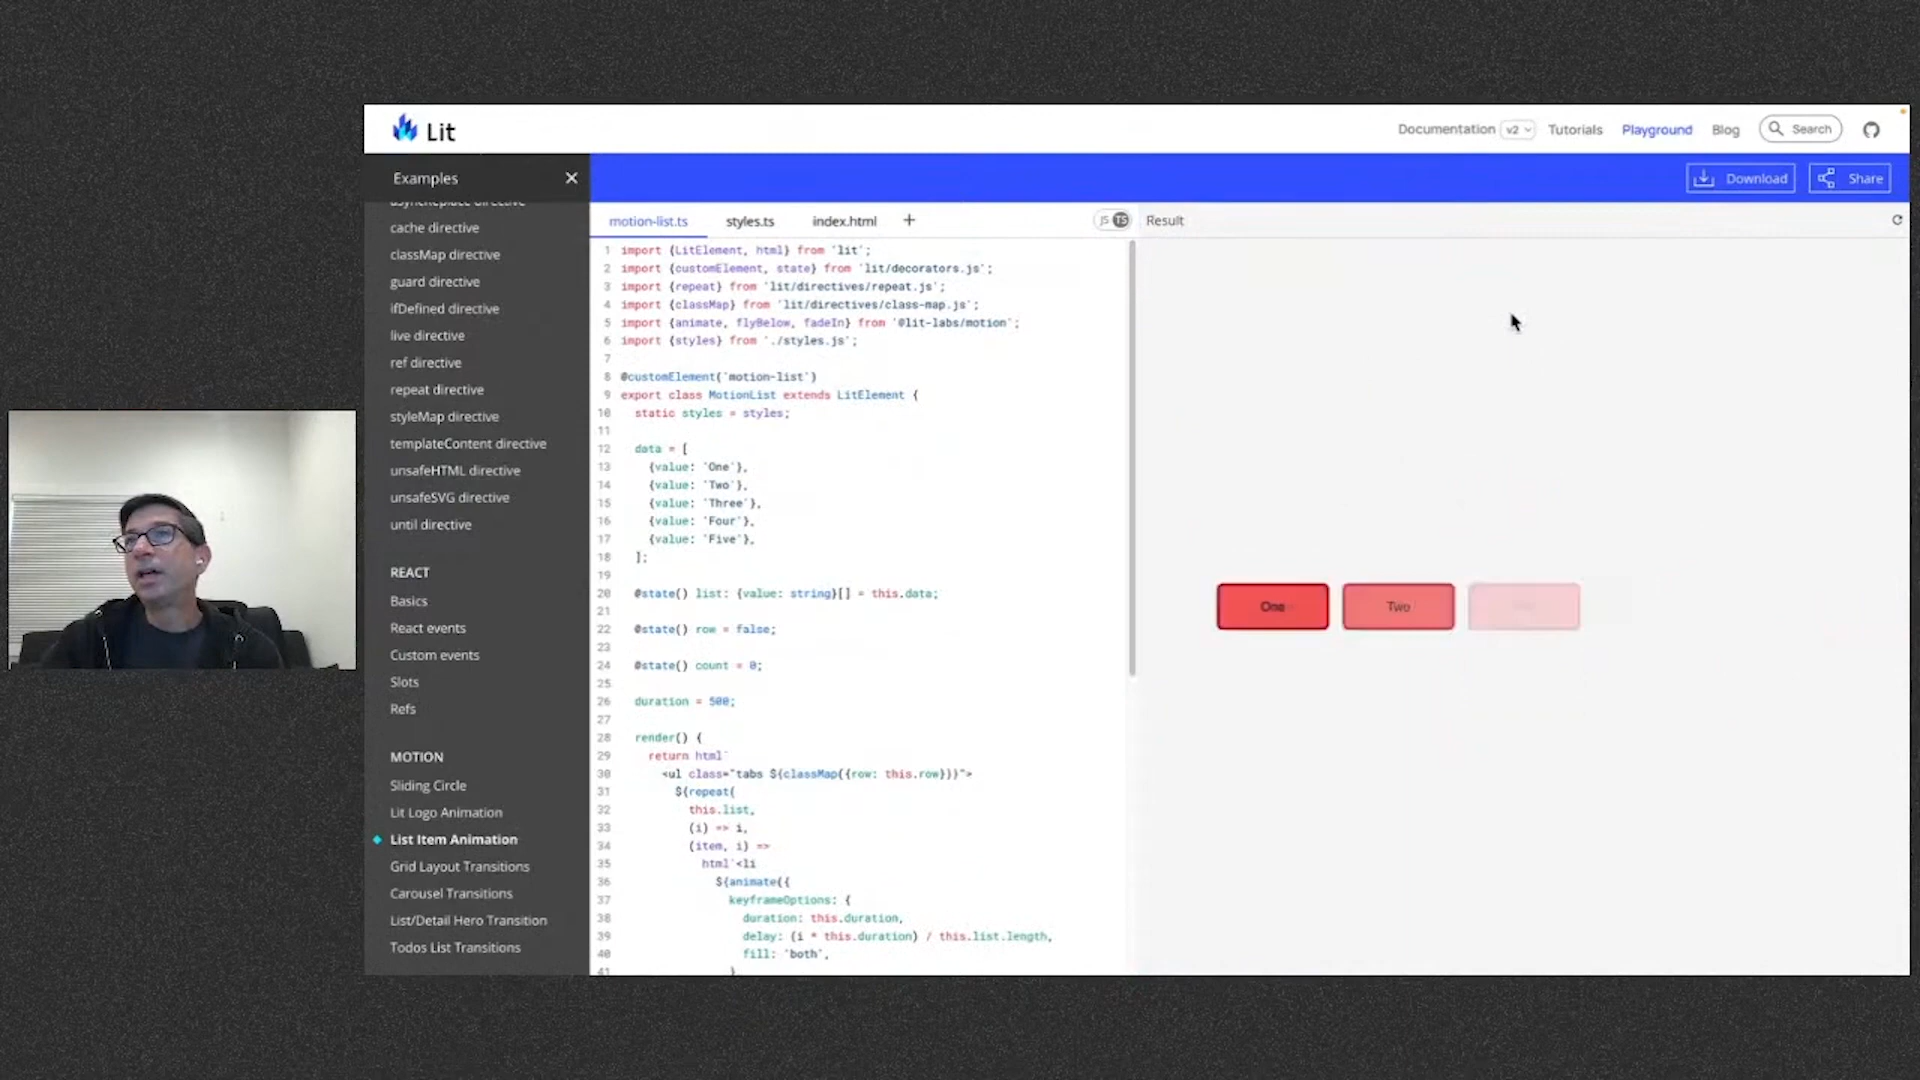 Lit
Documentation v2 Tutorials Playground Blog Search
Examples
Download Share
asyncReplace directive
cache directive
classMap directive
guard directive
ifDefined directive
live directive
ref directive
repeat directive
styleMap directive
templateContent directive
unsafeHTML directive
unsafeSVG directive
until directive
REACT
Basics
React events
Custom events
Slots
Refs
MOTION
Sliding Circle
Lit Logo Animation
List Item Animation
Grid Layout Transitions
Carousel Transitions
List/Detail Hero Transition
Todos List Transitions
motion-list.ts styles.ts index.html + JS TS
1 import {LitElement, html} from 'lit';
2 import {customElement, state} from 'lit/decorators.js';
3 import {repeat} from 'lit/directives/repeat.js';
4 import {classMap} from 'lit/directives/class-map.js';
5 import {animate, flyBelow, fadeIn} from '@lit-labs/motion';
6 import {styles} from './styles.js';
7
8 @customElement('motion-list')
9 export class MotionList extends LitElement {
10 static styles = styles;
11
12 data = [
13 {value: 'One'},
14 {value: 'Two'},
15 {value: 'Three'},
16 {value: 'Four'},
17 {value: 'Five'},
18 ];
19
20 @state() list: {value: string}[] = this.data;
21
22 @state() row = false;
23
24 @state() count = 0;
25
26 duration = 500;
27
28 render() {
29 return html`
30 <ul class="tabs ${classMap({row: this.row})}">
31 ${repeat(
32 this.list,
33 (i) => i,
34 (item, i) =>
35 html`<li
36 ${animate({
37 keyframeOptions: {
38 duration: this.duration,
39 delay: (i * this.duration) / this.list.length,
40 fill: 'both',
41 }
Result
One Two